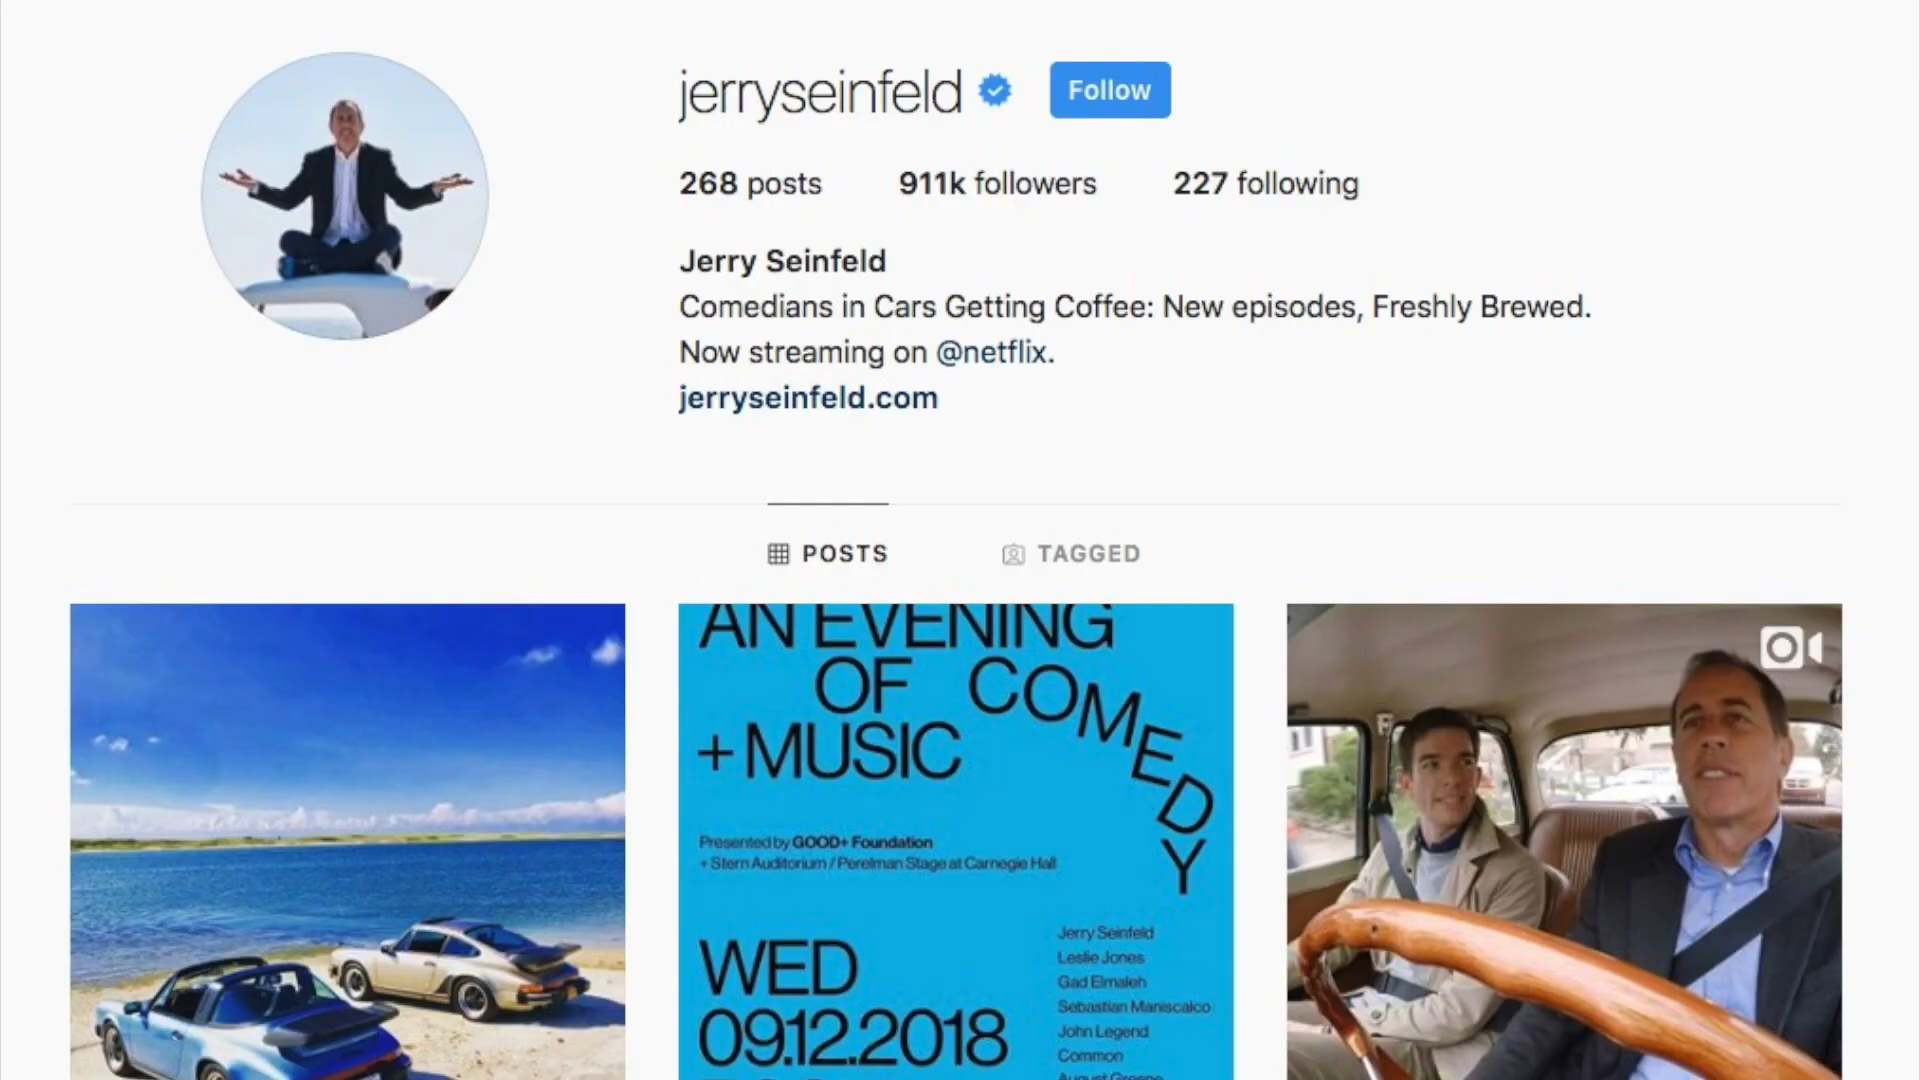 jerryseinfeld
Follow
268 posts 911k followers 227 following
Jerry Seinfeld
Comedians in Cars Getting Coffee: New episodes, Freshly Brewed.
Now streaming on @netflix.
jerryseinfeld.com
POSTS TAGGED
AN EVENING
OF COMEDY
+ MUSIC
Presented by GOOD+ Foundation
+ Stern Auditorium / Perelman Stage at Carnegie Hall
WED
09.12.2018
Jerry Seinfeld
Leslie Jones
Gad Elmaleh
Sebastian Maniscalco
John Legend
Common
August Greene